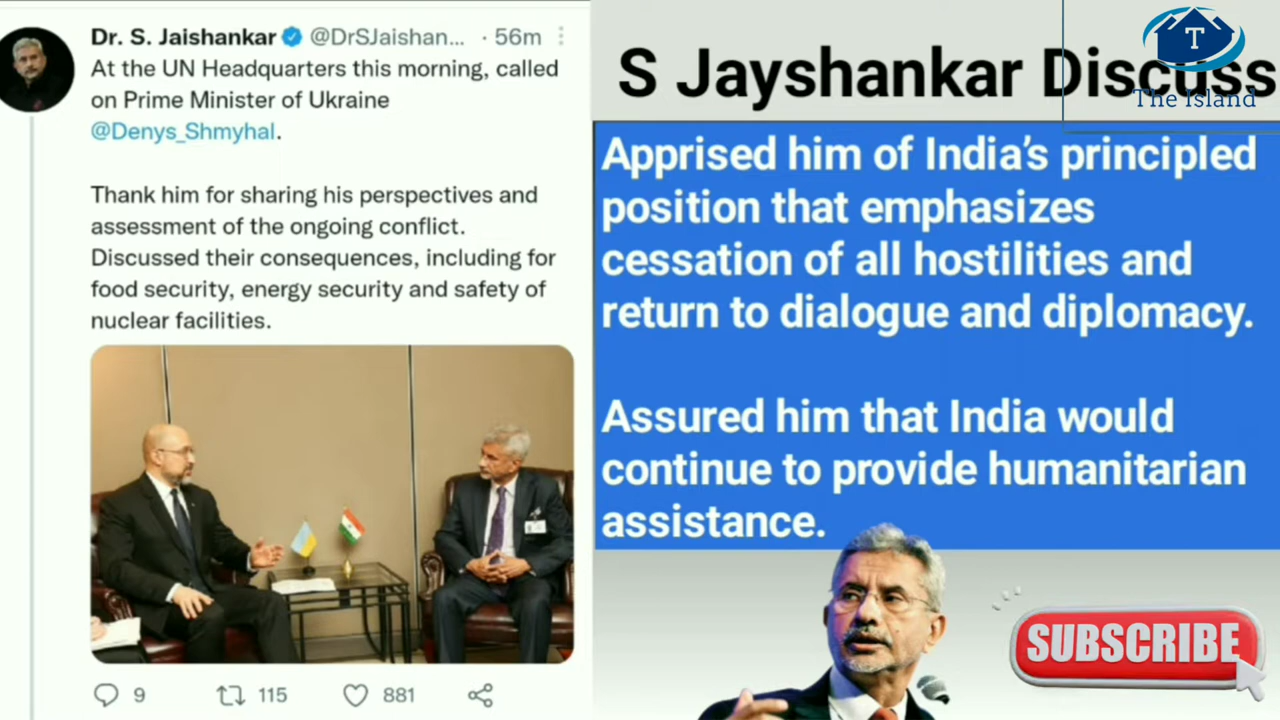 Dr. S. Jaishankar @DrSJaishan... · 56m
At the UN Headquarters this morning, called
on Prime Minister of Ukraine
@Denys_Shmyhal.
Thank him for sharing his perspectives and
assessment of the ongoing conflict.
Discussed their consequences, including for
food security, energy security and safety of
nuclear facilities.
9 115 881
S Jayshankar Discuss
T
The Island
Apprised him of India's principled
position that emphasizes
cessation of all hostilities and
return to dialogue and diplomacy.
Assured him that India would
continue to provide humanitarian
assistance.
SUBSCRIBE